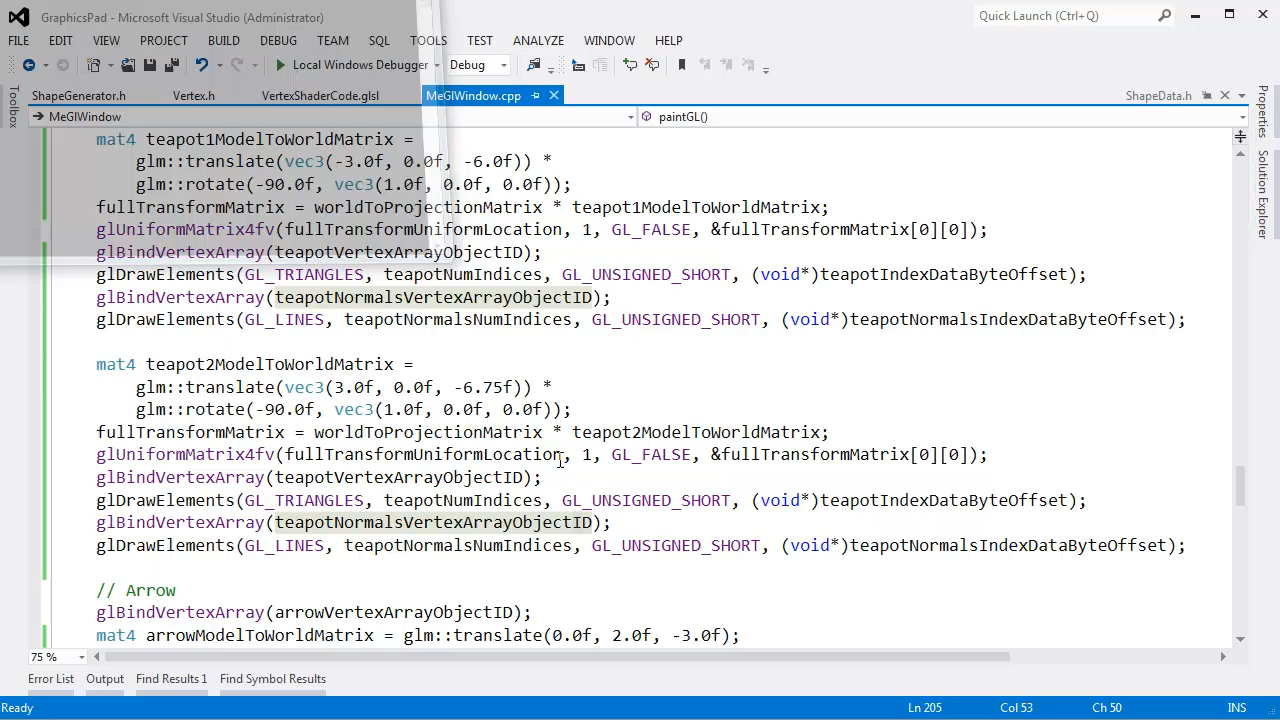 GraphicsPad - Microsoft Visual Studio (Administrator)
Quick Launch (Ctrl+Q)
FILE EDIT VIEW PROJECT BUILD DEBUG TEAM SQL TOOLS TEST ANALYZE WINDOW HELP
Local Windows Debugger Debug
ShapeGenerator.h Vertex.h VertexShaderCode.glsl MeGlWindow.cpp ShapeData.h
MeGlWindow paintGL()
Toolbox
Properties
Solution Explorer
mat4 teapot1ModelToWorldMatrix =
glm::translate(vec3(-3.0f, 0.0f, -6.0f)) *
glm::rotate(-90.0f, vec3(1.0f, 0.0f, 0.0f));
fullTransformMatrix = worldToProjectionMatrix * teapot1ModelToWorldMatrix;
glUniformMatrix4fv(fullTransformUniformLocation, 1, GL_FALSE, &fullTransformMatrix[0][0]);
glBindVertexArray(teapotVertexArrayObjectID);
glDrawElements(GL_TRIANGLES, teapotNumIndices, GL_UNSIGNED_SHORT, (void*)teapotIndexDataByteOffset);
glBindVertexArray(teapotNormalsVertexArrayObjectID);
glDrawElements(GL_LINES, teapotNormalsNumIndices, GL_UNSIGNED_SHORT, (void*)teapotNormalsIndexDataByteOffset);
mat4 teapot2ModelToWorldMatrix =
glm::translate(vec3(3.0f, 0.0f, -6.75f)) *
glm::rotate(-90.0f, vec3(1.0f, 0.0f, 0.0f));
fullTransformMatrix = worldToProjectionMatrix * teapot2ModelToWorldMatrix;
glUniformMatrix4fv(fullTransformUniformLocation, 1, GL_FALSE, &fullTransformMatrix[0][0]);
glBindVertexArray(teapotVertexArrayObjectID);
glDrawElements(GL_TRIANGLES, teapotNumIndices, GL_UNSIGNED_SHORT, (void*)teapotIndexDataByteOffset);
glBindVertexArray(teapotNormalsVertexArrayObjectID);
glDrawElements(GL_LINES, teapotNormalsNumIndices, GL_UNSIGNED_SHORT, (void*)teapotNormalsIndexDataByteOffset);
// Arrow
glBindVertexArray(arrowVertexArrayObjectID);
mat4 arrowModelToWorldMatrix = glm::translate(0.0f, 2.0f, -3.0f);
75 %
Error List Output Find Results 1 Find Symbol Results
Ready Ln 205 Col 53 Ch 50 INS